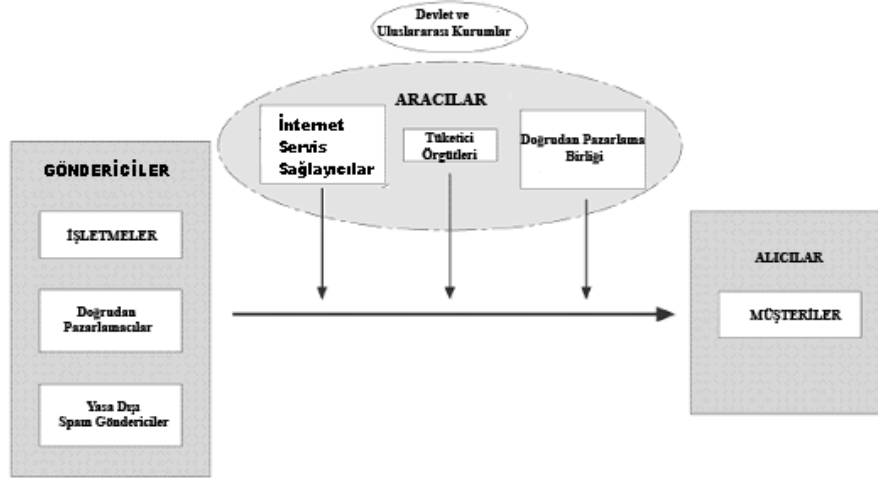 Devlet ve
Uluslararası Kurumlar
ARACILAR
İnternet
Servis
Sağlayıcılar
Tüketici
Örgütleri
Doğrudan Pazarlama
Birliği
GÖNDERİCİLER
İŞLETMELER
Doğrudan
Pazarlamacılar
Yasa Dışı
Spam Göndericiler
ALICILAR
MÜŞTERİLER